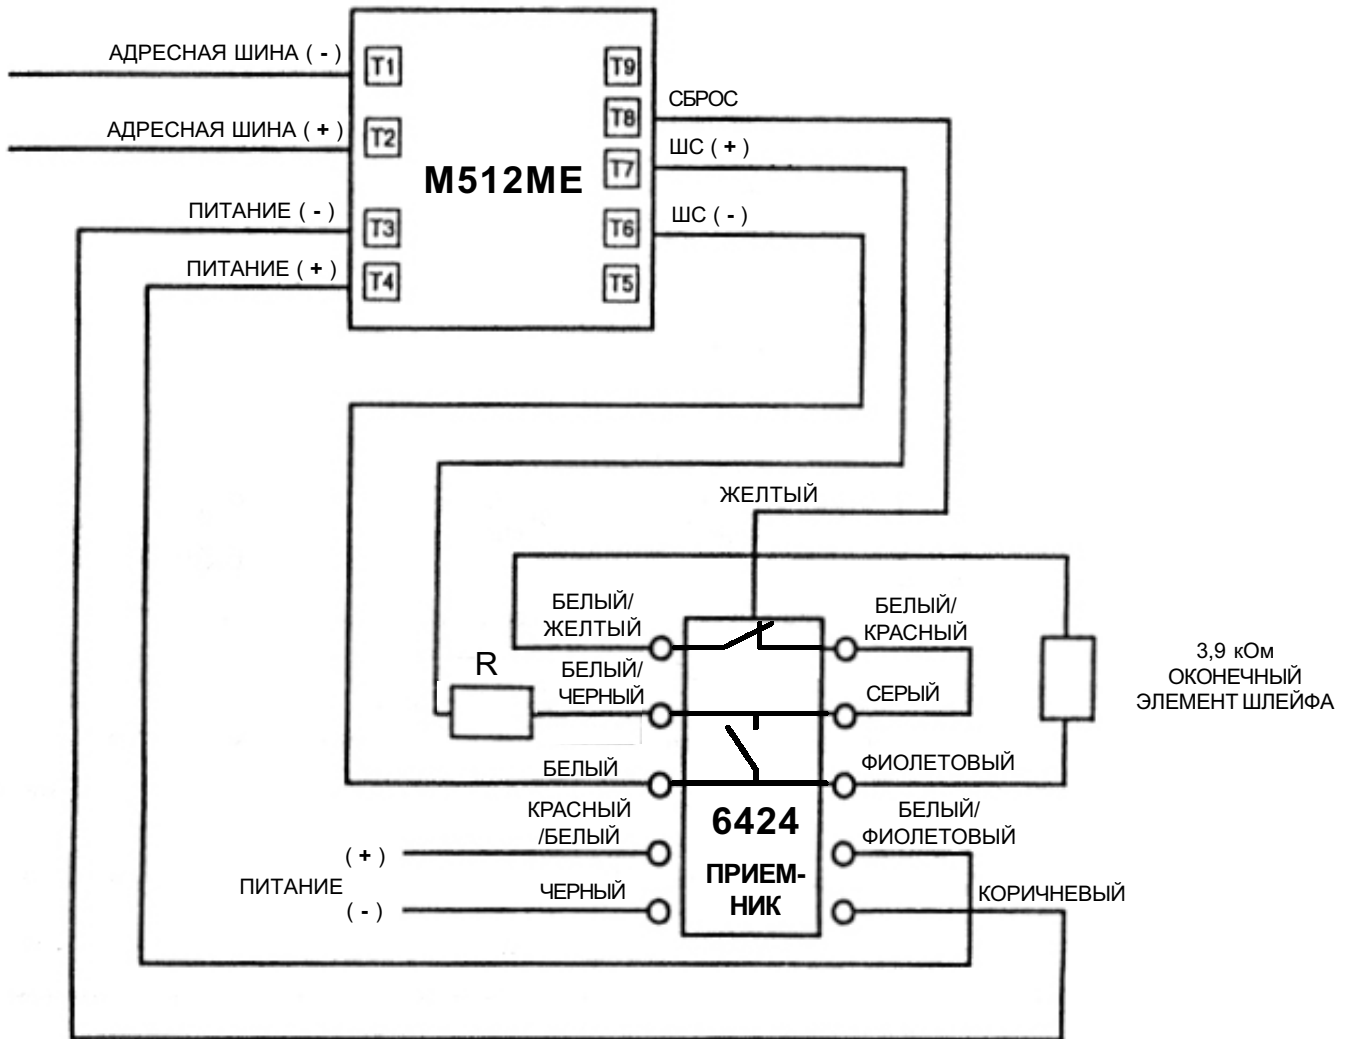 АДРЕСНАЯ ШИНА ( - )
T1
T9
СБРОС
T8
АДРЕСНАЯ ШИНА ( + )
T2
ШС ( + )
T7
M512ME
ПИТАНИЕ ( - )
T3
ШС ( - )
T6
ПИТАНИЕ ( + )
T4
T5
ЖЕЛТЫЙ
БЕЛЫЙ/
ЖЕЛТЫЙ
БЕЛЫЙ/
КРАСНЫЙ
R
БЕЛЫЙ/
ЧЕРНЫЙ
СЕРЫЙ
3,9 кОм
ОКОНЕЧНЫЙ
ЭЛЕМЕНТ ШЛЕЙФА
БЕЛЫЙ
ФИОЛЕТОВЫЙ
КРАСНЫЙ
/БЕЛЫЙ
БЕЛЫЙ/
ФИОЛЕТОВЫЙ
6424
ПРИЕМ-
НИК
( + )
ПИТАНИЕ
( - )
ЧЕРНЫЙ
КОРИЧНЕВЫЙ